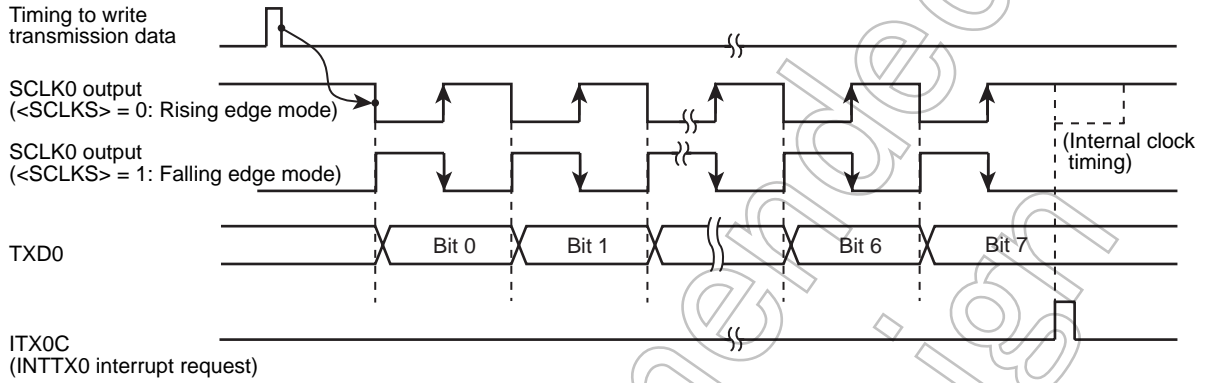 Timing to write
transmission data
SCLK0 output
(<SCLKS> = 0: Rising edge mode)
(Internal clock
timing)
SCLK0 output
(<SCLKS> = 1: Falling edge mode)
TXD0
Bit 0
Bit 1
Bit 6
Bit 7
ITX0C
(INTTX0 interrupt request)